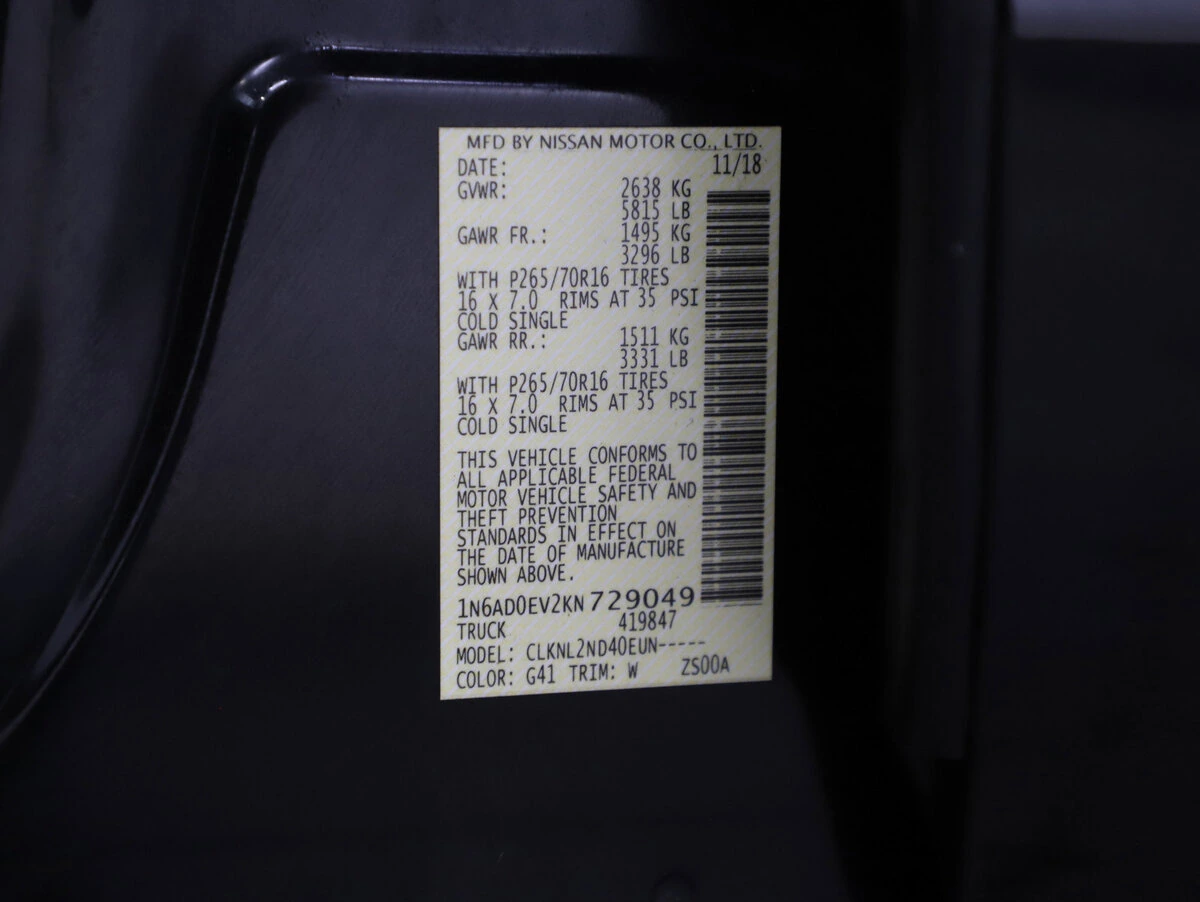 MFD BY NISSAN MOTOR CO., LTD.
DATE: 11/18
GVWR: 2638 KG
5815 LB
GAWR FR.: 1495 KG
3296 LB
WITH P265/70R16 TIRES
16 X 7.0 RIMS AT 35 PSI
COLD SINGLE
GAWR RR.: 1511 KG
3331 LB
WITH P265/70R16 TIRES
16 X 7.0 RIMS AT 35 PSI
COLD SINGLE
THIS VEHICLE CONFORMS TO
ALL APPLICABLE FEDERAL
MOTOR VEHICLE SAFETY AND
THEFT PREVENTION
STANDARDS IN EFFECT ON
THE DATE OF MANUFACTURE
SHOWN ABOVE.
1N6AD0EV2KN729049
TRUCK 419847
MODEL: CLKNL2ND40EUN-----
COLOR: G41 TRIM: W ZS00A